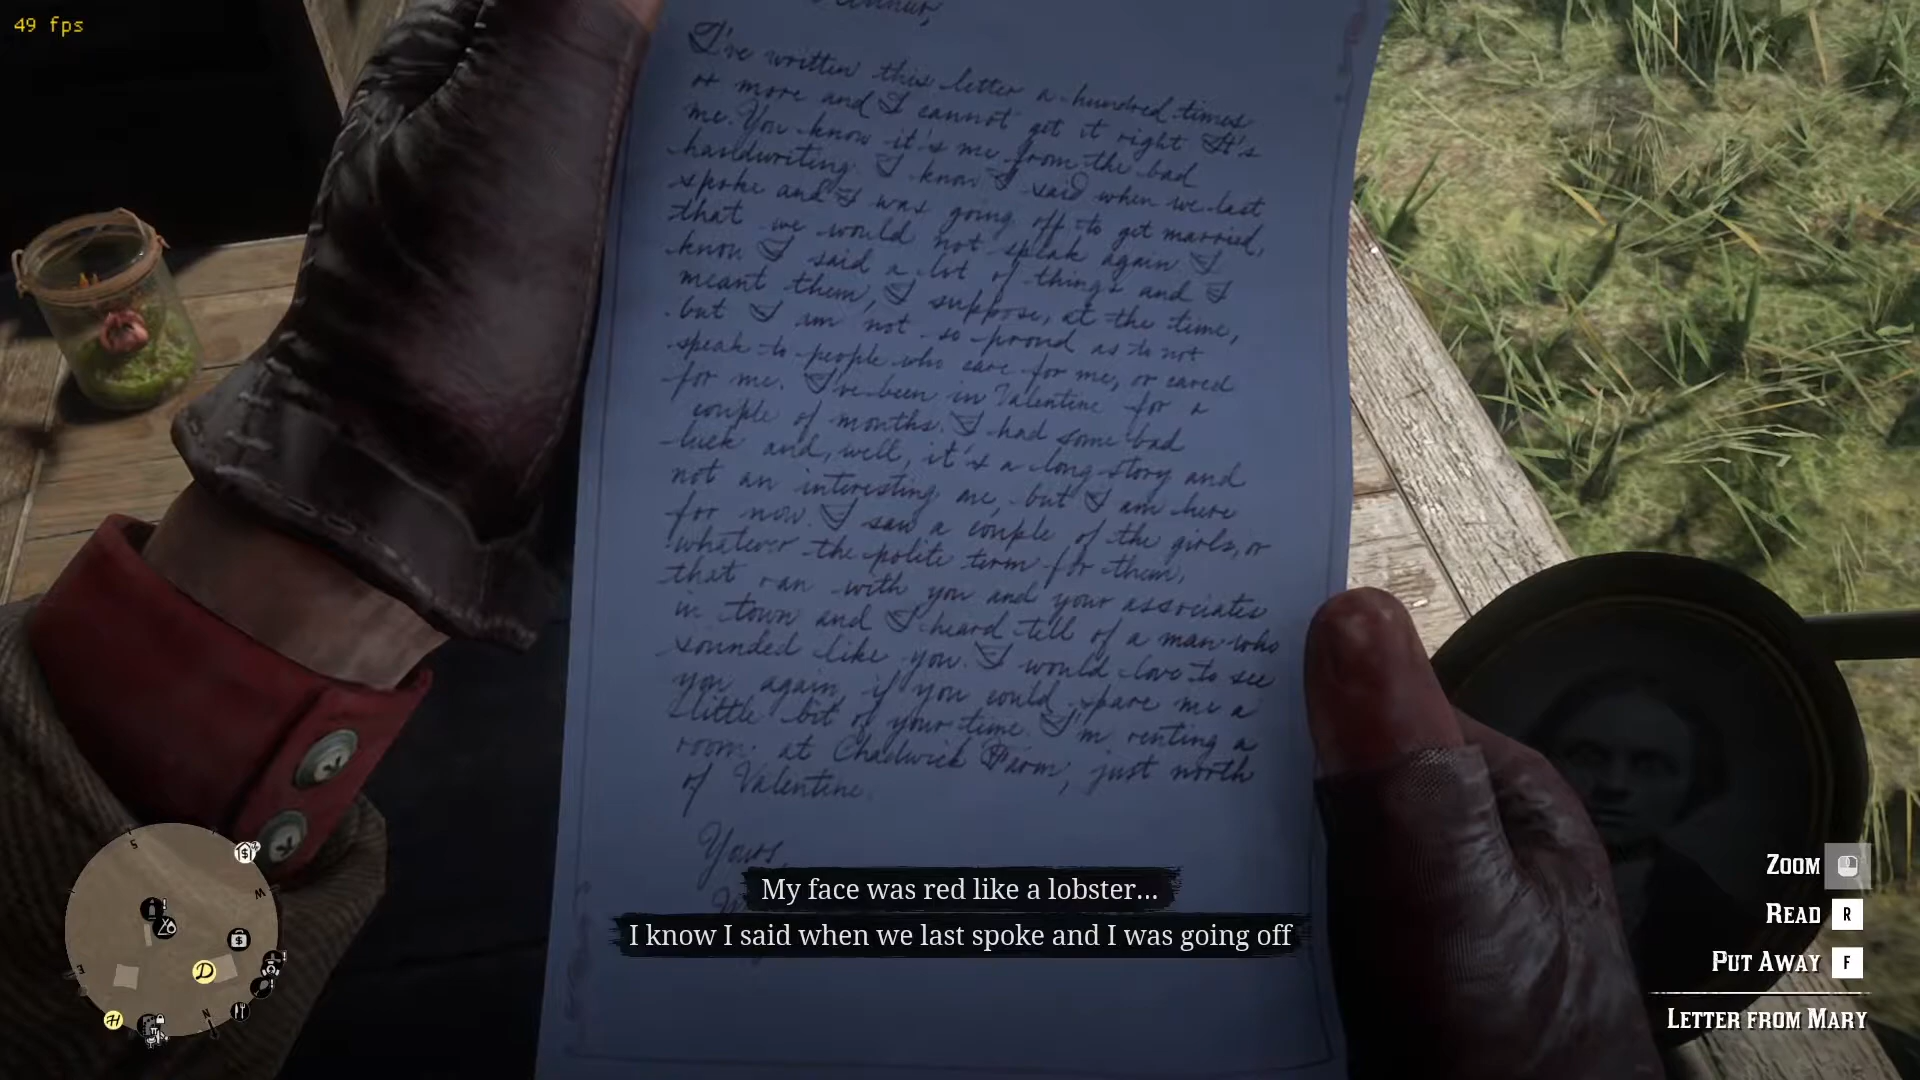 49 fps
Arthur,
I've written this letter a hundred times
or more and I cannot get it right. It's
me. You know it's me from the bad
handwriting. I know I said when we last
spoke and I was going off to get married,
that we would not speak again. I
know I said a lot of things and I
meant them, I suppose, at the time,
but I am not so proud as to not
speak to people who care for me, or cared
for me. I've been in Valentine for a
couple of months. I had some bad
luck and, well, it's a long story and
not an interesting one, but I am here
for now. I saw a couple of the girls, or
whatever the polite term for them,
that ran with you and your associates
in town and I heard tell of a man who
sounded like you. I would love to see
you again, if you could spare me a
little bit of your time. I'm renting a
room at Chadwick Farm, just north
of Valentine.
Yours,
My face was red like a lobster...
I know I said when we last spoke and I was going off
ZOOM
READ R
PUT AWAY F
LETTER FROM MARY
S
W
E
N
D
H